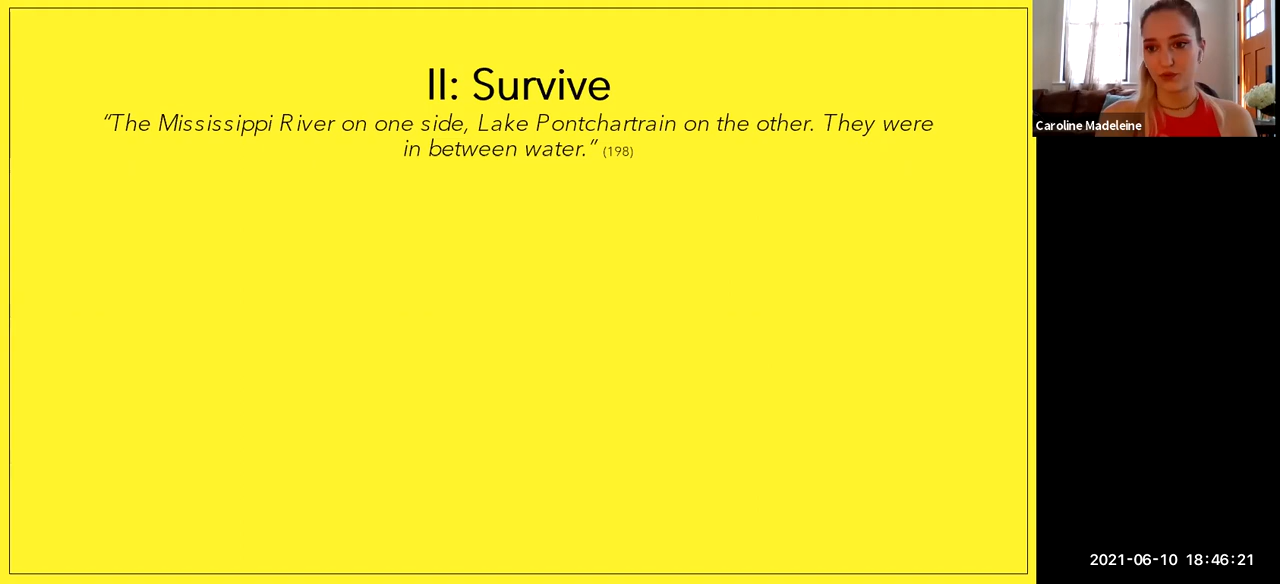 II: Survive
“The Mississippi River on one side, Lake Pontchartrain on the other. They were
in between water.” (198)
Caroline Madeleine
2021-06-10 18:46:21